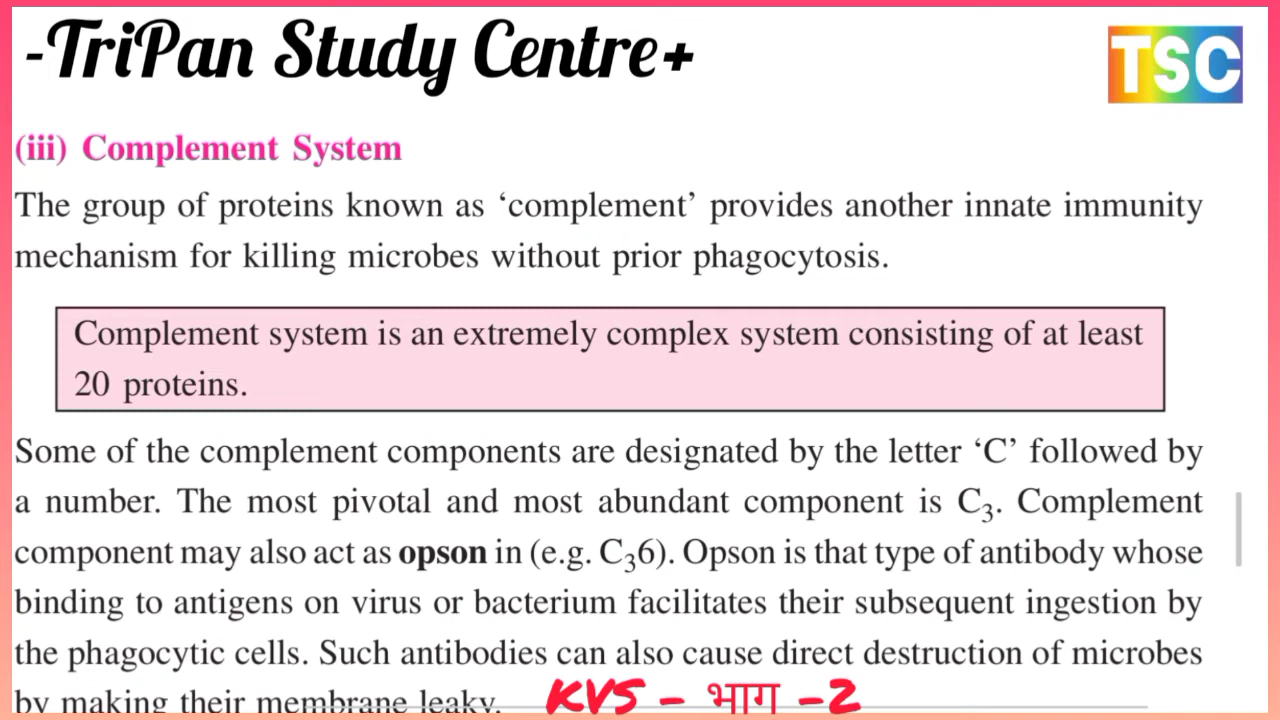 -TriPan Study Centre+
TSC
(iii) Complement System
The group of proteins known as ‘complement’ provides another innate immunity
mechanism for killing microbes without prior phagocytosis.
Complement system is an extremely complex system consisting of at least
20 proteins.
Some of the complement components are designated by the letter ‘C’ followed by
a number. The most pivotal and most abundant component is C₃. Complement
component may also act as opson in (e.g. C₃6). Opson is that type of antibody whose
binding to antigens on virus or bacterium facilitates their subsequent ingestion by
the phagocytic cells. Such antibodies can also cause direct destruction of microbes
by making their membrane leaky.
KVS - भाग -2